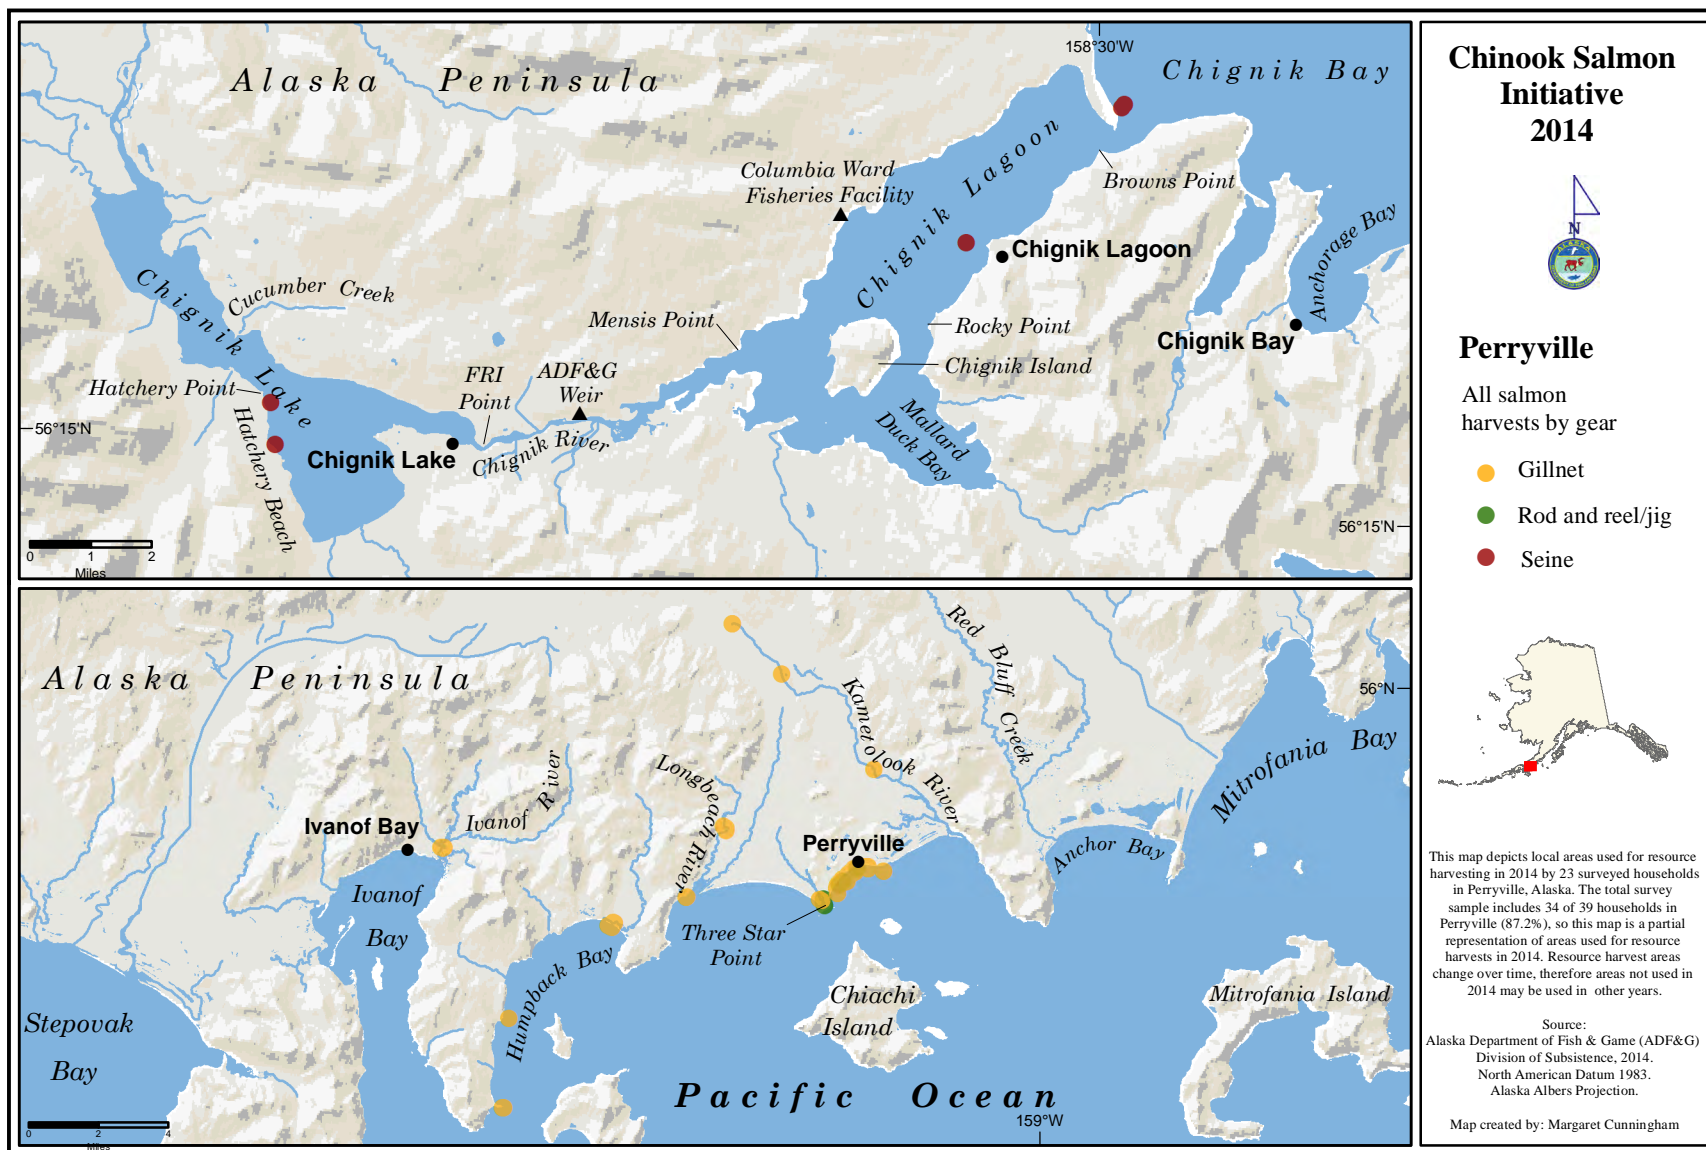 Alaska Peninsula
158°30'W
Chignik Bay
Columbia Ward
Fisheries Facility
Chignik Lagoon
Browns Point
Anchorage Bay
Chignik Lagoon
Cucumber Creek
Chignik Lake
Mensis Point
Rocky Point
Chignik Bay
Chignik Island
Hatchery Point
FRI
Point
ADF&G
Weir
Mallard
Duck Bay
56°15'N
Chignik Lake
Chignik River
Hatchery Beach
56°15'N
0 1 2
Miles
Alaska Peninsula
Red Bluff Creek
56°N
Kametolook River
Mitrofania Bay
Longbeach River
Ivanof River
Ivanof Bay
Perryville
Anchor Bay
Ivanof
Bay
Three Star
Point
Humpback Bay
Chiachi
Island
Mitrofania Island
Stepovak
Bay
Pacific Ocean
159°W
0 2 4
Miles
Chinook Salmon
Initiative
2014
N
ALASKA
Perryville
All salmon
harvests by gear
Gillnet
Rod and reel/jig
Seine
This map depicts local areas used for resource
harvesting in 2014 by 23 surveyed households
in Perryville, Alaska. The total survey
sample includes 34 of 39 households in
Perryville (87.2%), so this map is a partial
representation of areas used for resource
harvests in 2014. Resource harvest areas
change over time, therefore areas not used in
2014 may be used in other years.
Source:
Alaska Department of Fish & Game (ADF&G)
Division of Subsistence, 2014.
North American Datum 1983.
Alaska Albers Projection.
Map created by: Margaret Cunningham